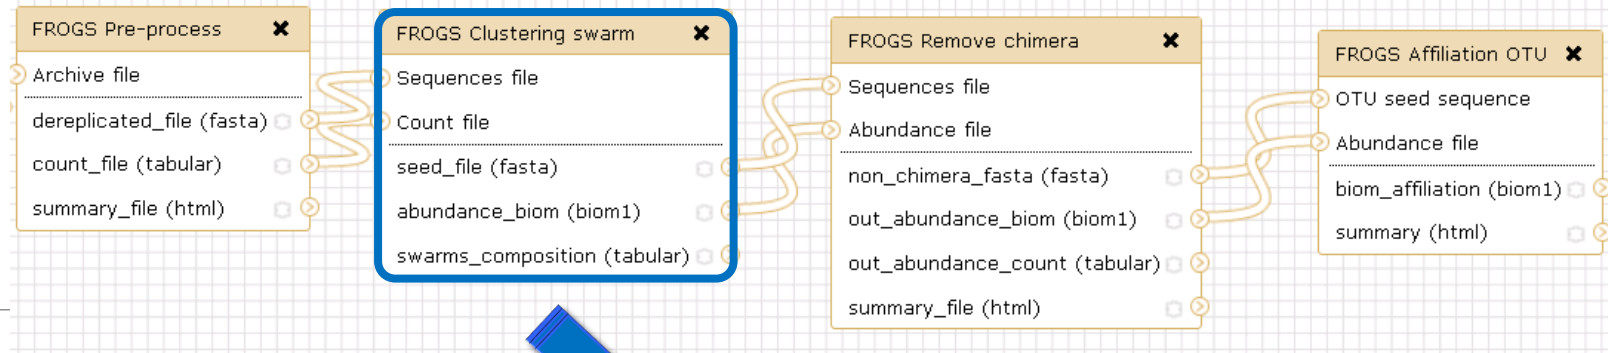 FROGS Pre-process
Archive file
dereplicated_file (fasta)
count_file (tabular)
summary_file (html)
FROGS Clustering swarm
Sequences file
Count file
seed_file (fasta)
abundance_biom (biom1)
swarms_composition (tabular)
FROGS Remove chimera
Sequences file
Abundance file
non_chimera_fasta (fasta)
out_abundance_biom (biom1)
out_abundance_count (tabular)
summary_file (html)
FROGS Affiliation OTU
OTU seed sequence
Abundance file
biom_affiliation (biom1)
summary (html)